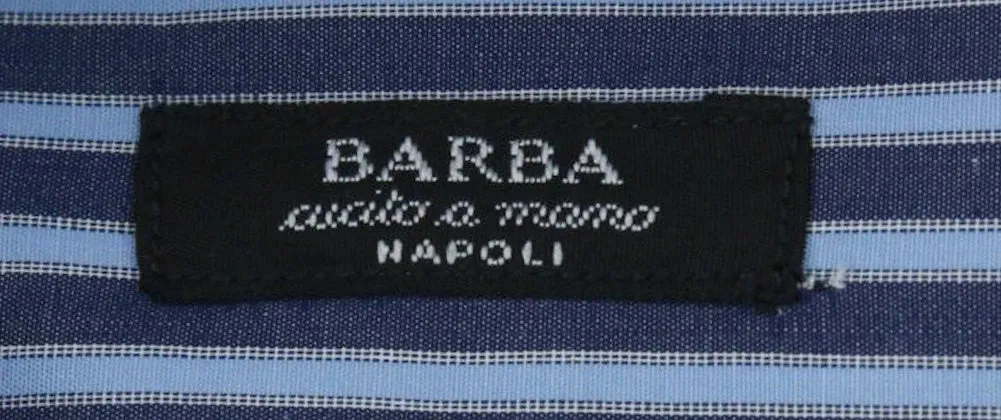 BARBA
cucito a mano
NAPOLI